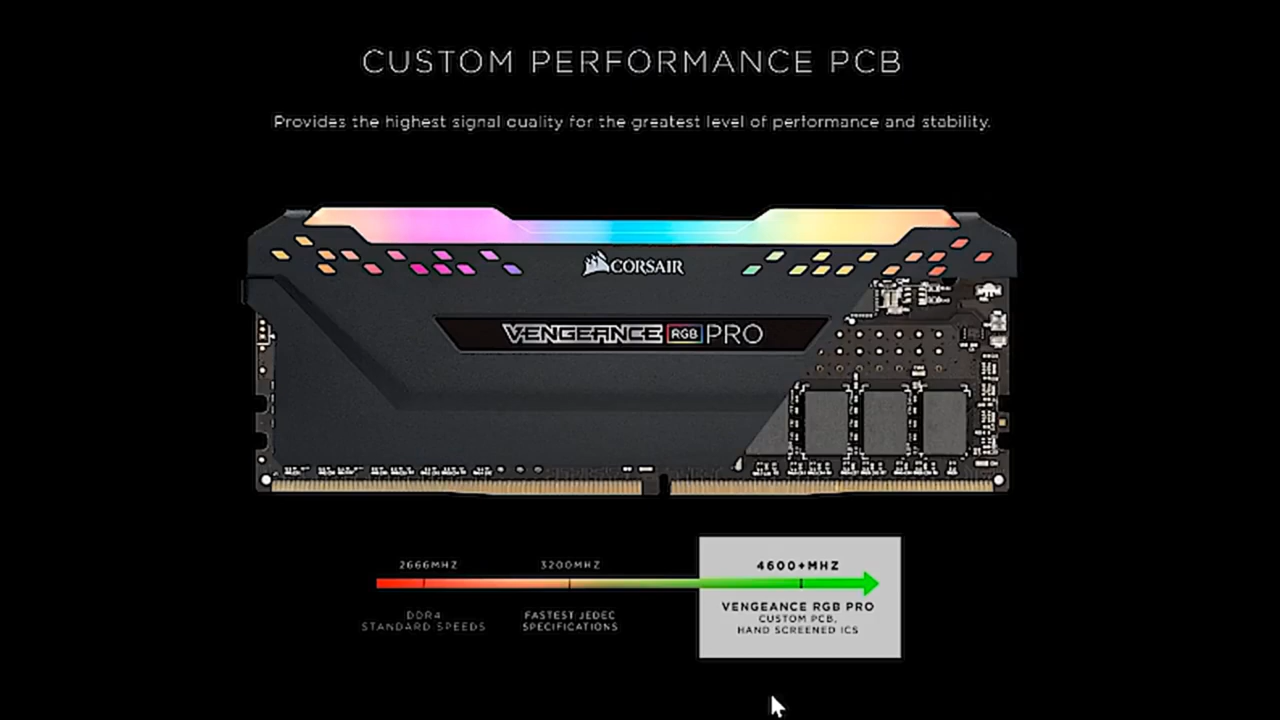 CUSTOM PERFORMANCE PCB
Provides the highest signal quality for the greatest level of performance and stability.
CORSAIR
VENGEANCE RGB PRO
2666MHZ
3200MHZ
4600+MHZ
DDR4
STANDARD SPEEDS
FASTEST JEDEC
SPECIFICATIONS
VENGEANCE RGB PRO
CUSTOM PCB,
HAND SCREENED ICS